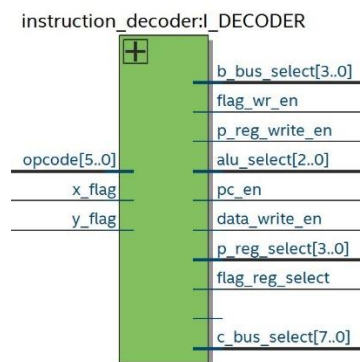 instruction_decoder:I_DECODER
b_bus_select[3..0]
flag_wr_en
p_reg_write_en
opcode[5..0]
alu_select[2..0]
x_flag
pc_en
y_flag
data_write_en
p_reg_select[3..0]
flag_reg_select
c_bus_select[7..0]